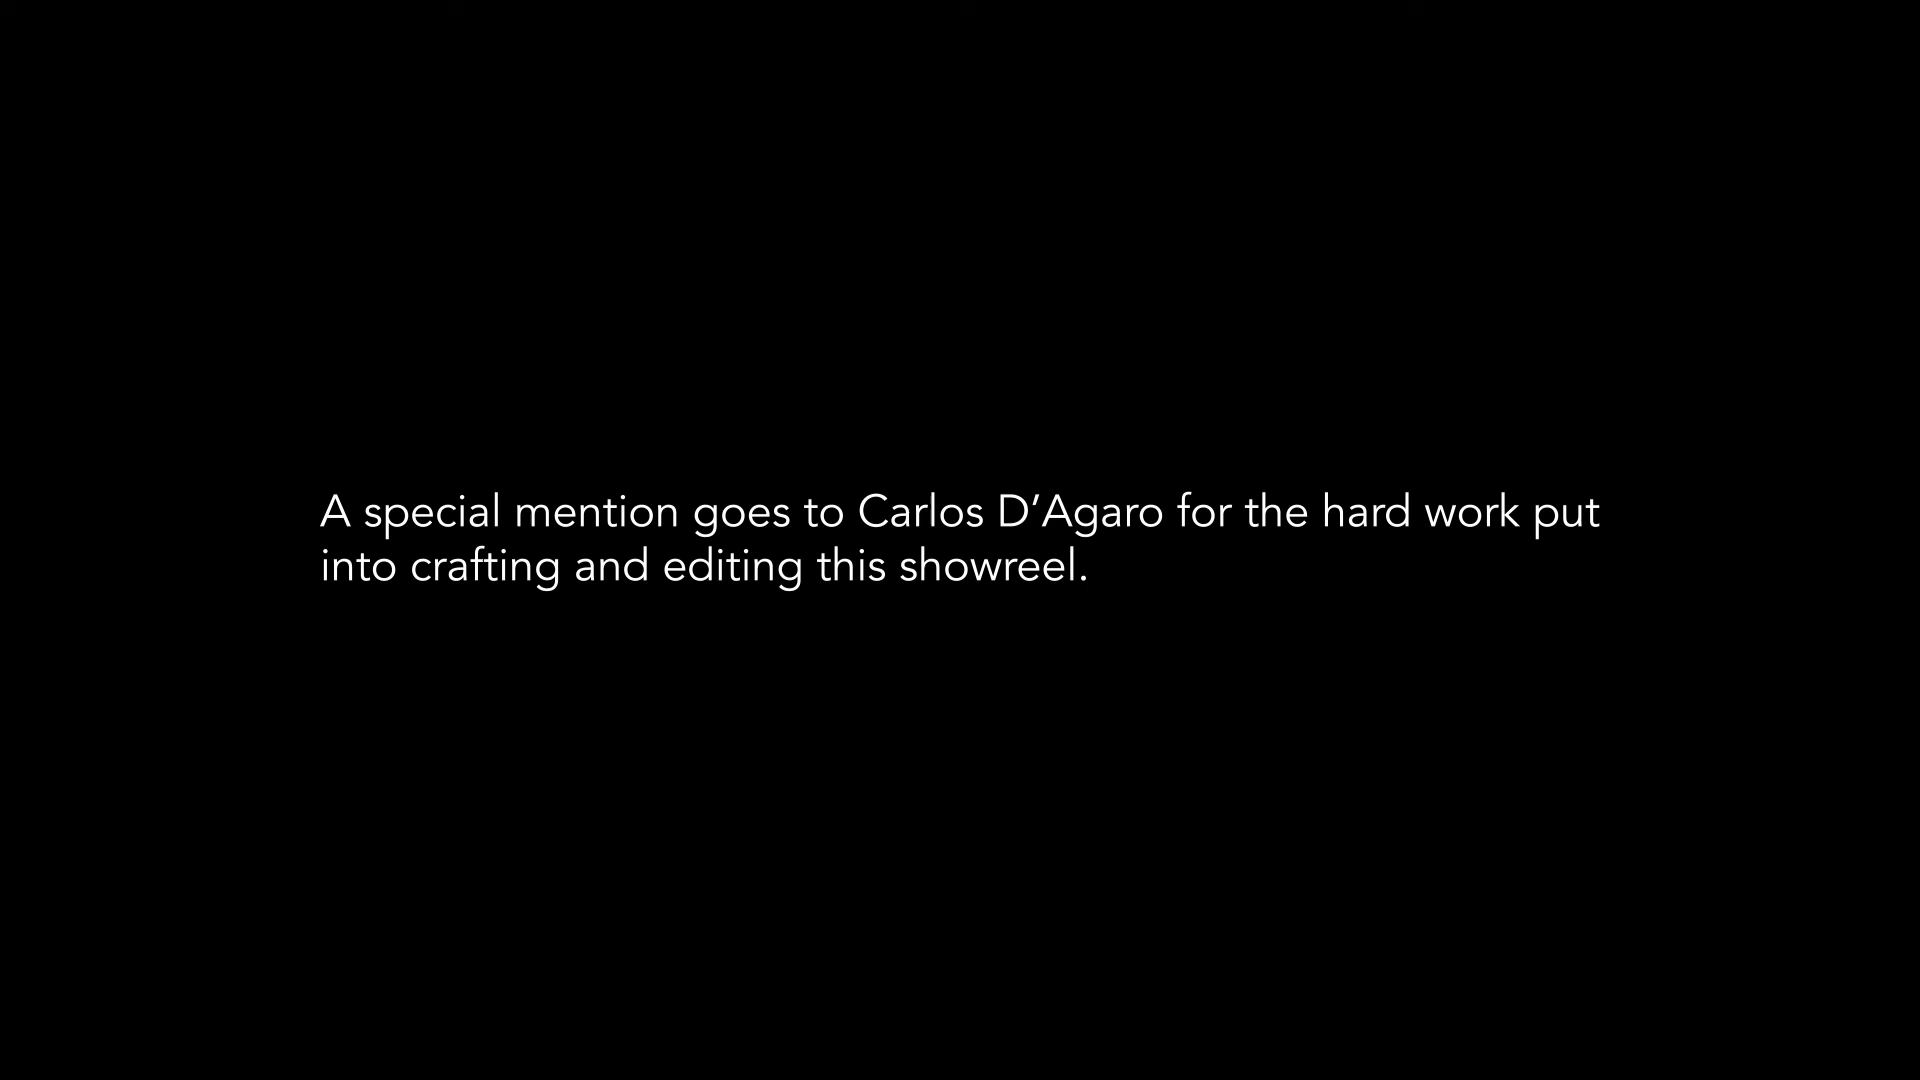 A special mention goes to Carlos D’Agaro for the hard work put
into crafting and editing this showreel.